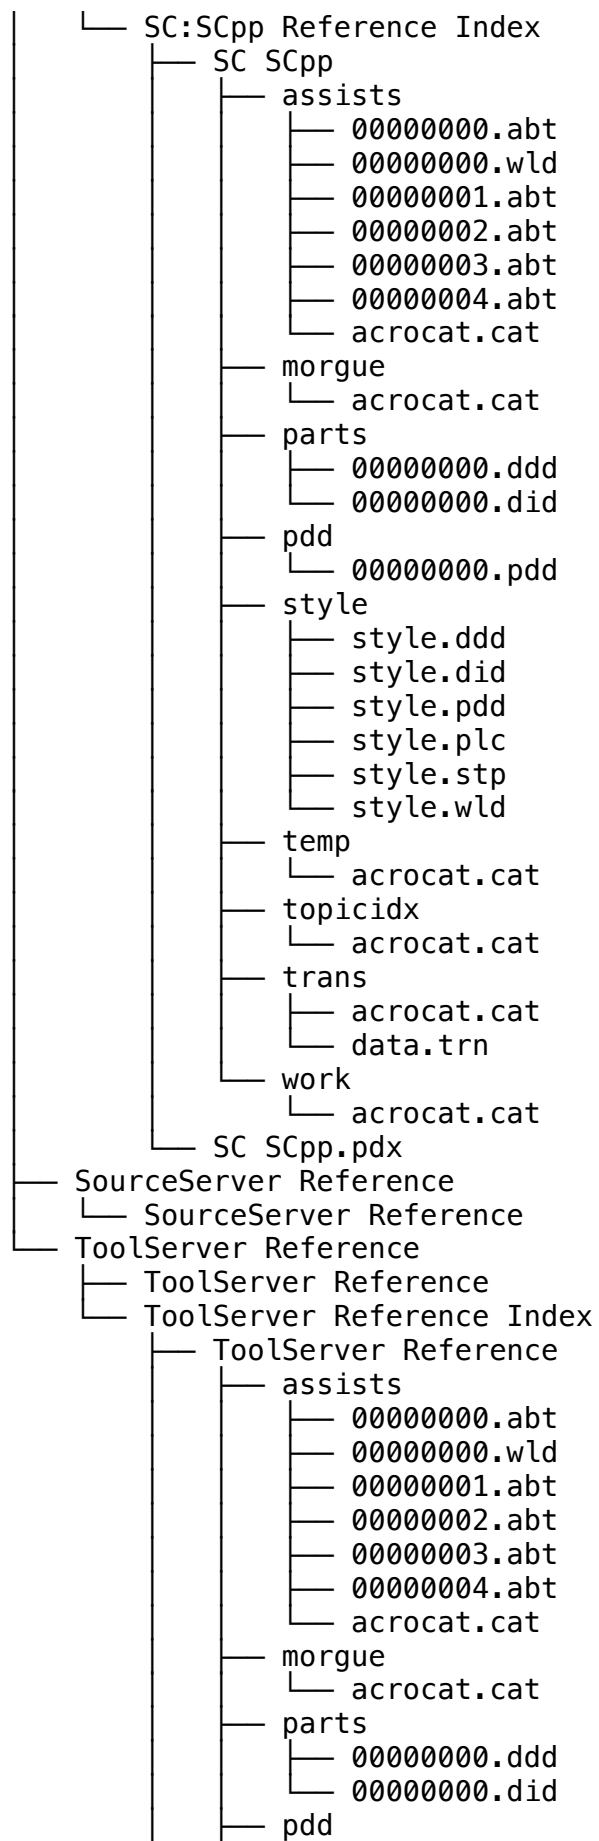 │   └── SC:SCpp Reference Index
│       ├── SC SCpp
│       │   ├── assists
│       │   │   ├── 00000000.abt
│       │   │   ├── 00000000.wld
│       │   │   ├── 00000001.abt
│       │   │   ├── 00000002.abt
│       │   │   ├── 00000003.abt
│       │   │   ├── 00000004.abt
│       │   │   └── acrocat.cat
│       │   ├── morgue
│       │   │   └── acrocat.cat
│       │   ├── parts
│       │   │   ├── 00000000.ddd
│       │   │   └── 00000000.did
│       │   ├── pdd
│       │   │   └── 00000000.pdd
│       │   ├── style
│       │   │   ├── style.ddd
│       │   │   ├── style.did
│       │   │   ├── style.pdd
│       │   │   ├── style.plc
│       │   │   ├── style.stp
│       │   │   └── style.wld
│       │   ├── temp
│       │   │   └── acrocat.cat
│       │   ├── topicidx
│       │   │   └── acrocat.cat
│       │   ├── trans
│       │   │   ├── acrocat.cat
│       │   │   └── data.trn
│       │   └── work
│       │       └── acrocat.cat
│       └── SC SCpp.pdx
├── SourceServer Reference
│   └── SourceServer Reference
└── ToolServer Reference
    ├── ToolServer Reference
    └── ToolServer Reference Index
        ├── ToolServer Reference
        │   ├── assists
        │   │   ├── 00000000.abt
        │   │   ├── 00000000.wld
        │   │   ├── 00000001.abt
        │   │   ├── 00000002.abt
        │   │   ├── 00000003.abt
        │   │   ├── 00000004.abt
        │   │   └── acrocat.cat
        │   ├── morgue
        │   │   └── acrocat.cat
        │   ├── parts
        │   │   ├── 00000000.ddd
        │   │   └── 00000000.did
        │   ├── pdd